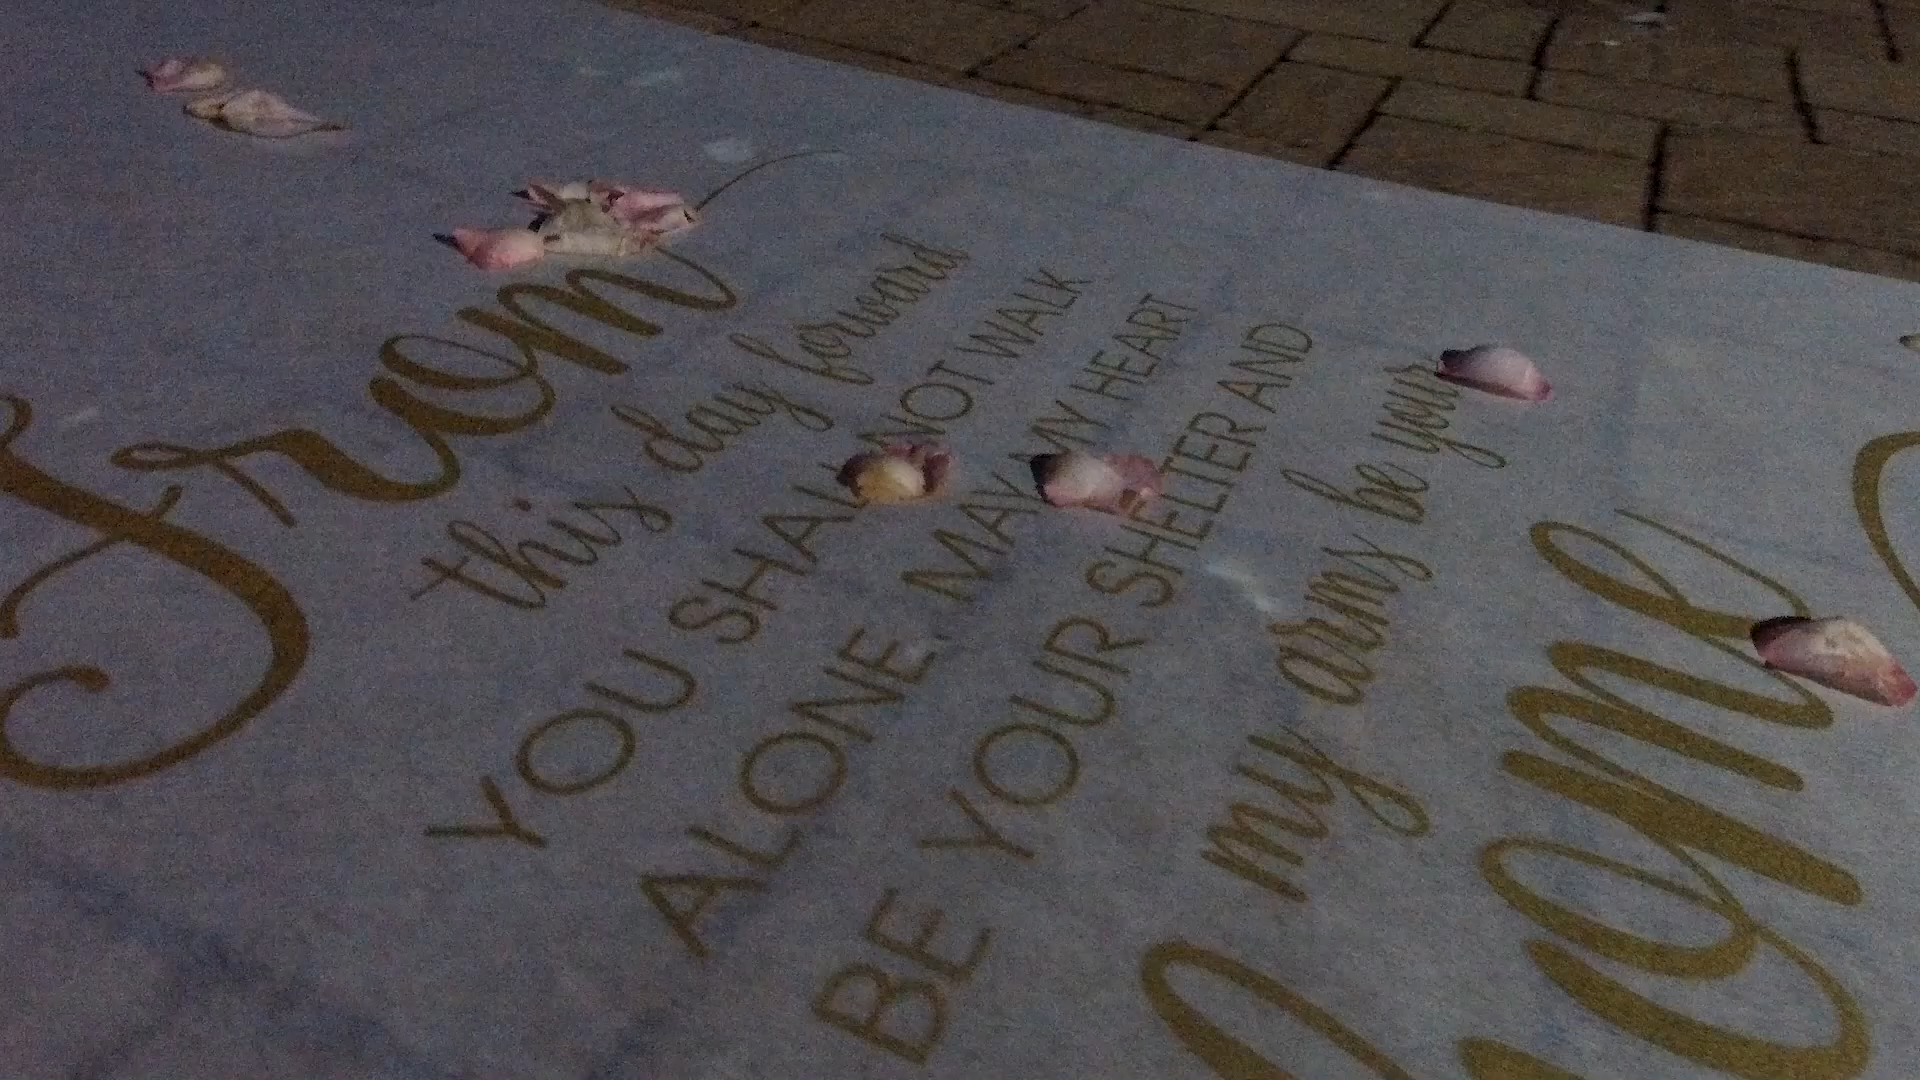 From
this day forward
YOU SHALL NOT WALK
ALONE. MAY MY HEART
BE YOUR SHELTER AND
my arms be your
home